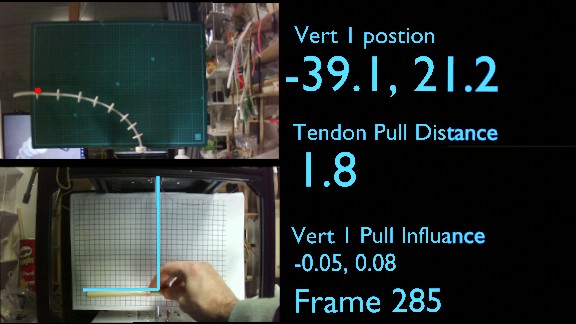 Vert 1 postion
-39.1, 21.2
Tendon Pull Distance
1.8
Vert 1 Pull Influance
-0.05, 0.08
Frame 285